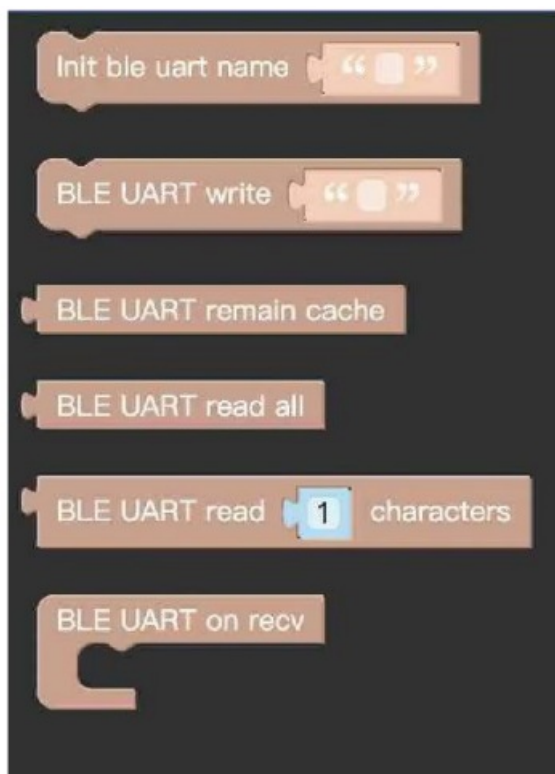 Init ble uart name “ ”
BLE UART write “ ”
BLE UART remain cache
BLE UART read all
BLE UART read 1 characters
BLE UART on recv